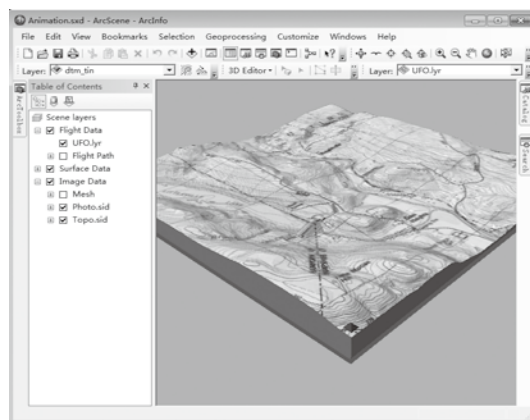 Animation.sxd - ArcScene - ArcInfo
File Edit View Bookmarks Selection Geoprocessing Customize Windows Help
Layer: dtm_tin 3D Editor Layer: UFO.lyr
ArcToolbox
Table of Contents
Scene layers
Flight Data
UFO.lyr
Flight Path
Surface Data
Image Data
Mesh
Photo.sid
Topo.sid
Catalog
Search